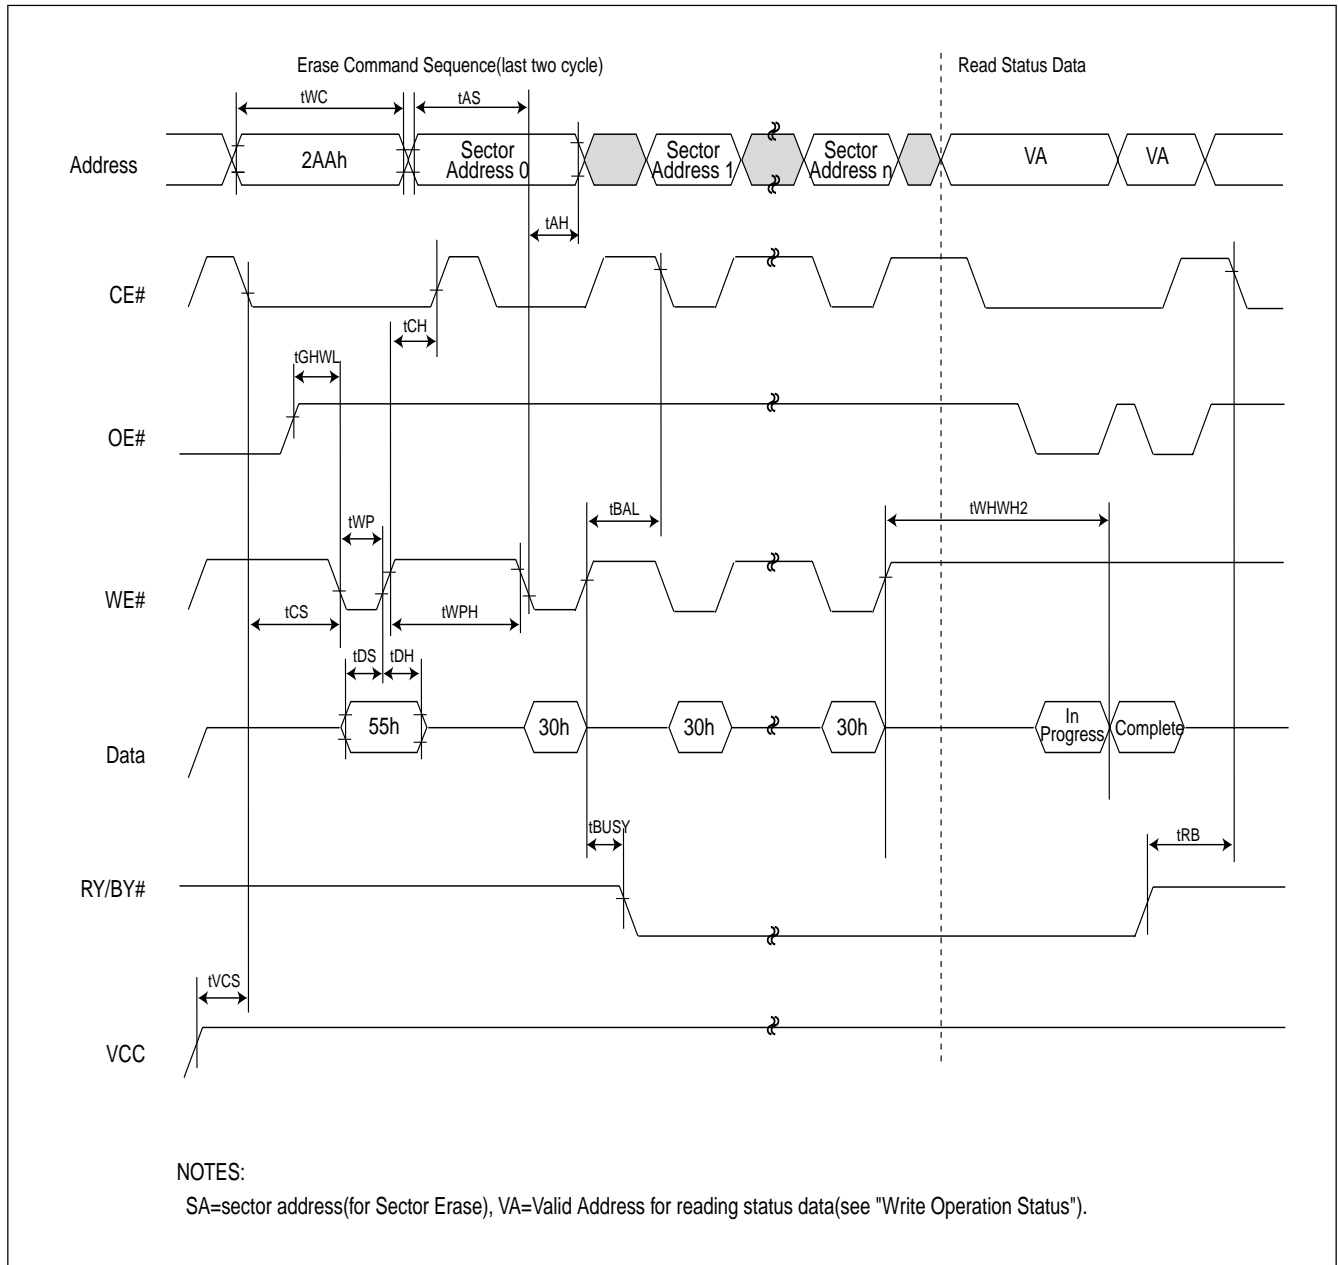 Erase Command Sequence(last two cycle)
Read Status Data
tWC
tAS
Address
2AAh
Sector
Address 0
Sector
Address 1
Sector
Address n
VA
VA
tAH
CE#
tCH
tGHWL
OE#
tWP
tBAL
tWHWH2
WE#
tCS
tWPH
tDS
tDH
Data
55h
30h
30h
30h
In
Progress
Complete
tBUSY
tRB
RY/BY#
tVCS
VCC
NOTES:
SA=sector address(for Sector Erase), VA=Valid Address for reading status data(see "Write Operation Status").